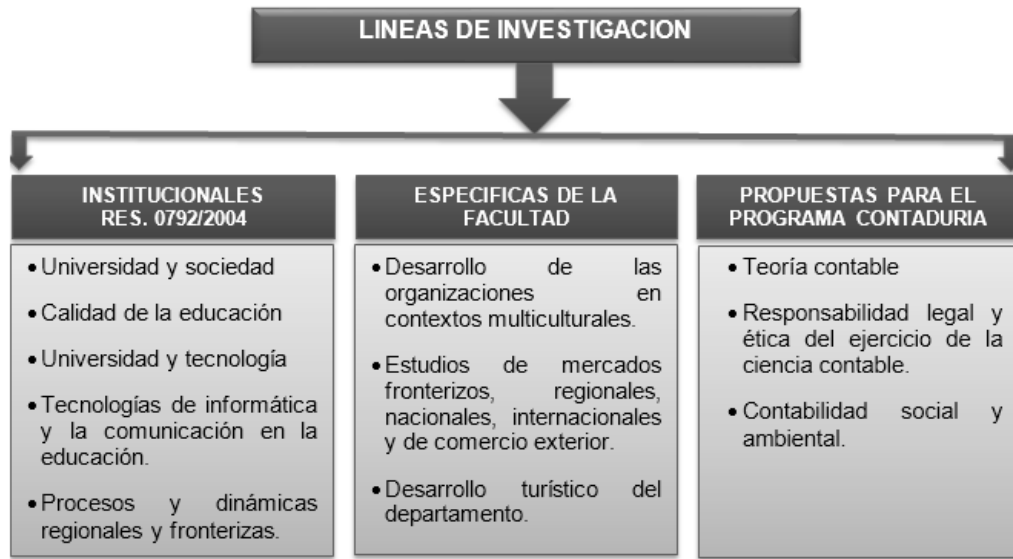 LINEAS DE INVESTIGACION
INSTITUCIONALES
RES. 0792/2004
• Universidad y sociedad
• Calidad de la educación
• Universidad y tecnología
• Tecnologías de informática
y la comunicación en la
educación.
• Procesos y dinámicas
regionales y fronterizas.
ESPECIFICAS DE LA
FACULTAD
• Desarrollo de las
organizaciones en
contextos multiculturales.
• Estudios de mercados
fronterizos, regionales,
nacionales, internacionales
y de comercio exterior.
• Desarrollo turístico del
departamento.
PROPUESTAS PARA EL
PROGRAMA CONTADURIA
• Teoría contable
• Responsabilidad legal y
ética del ejercicio de la
ciencia contable.
• Contabilidad social y
ambiental.